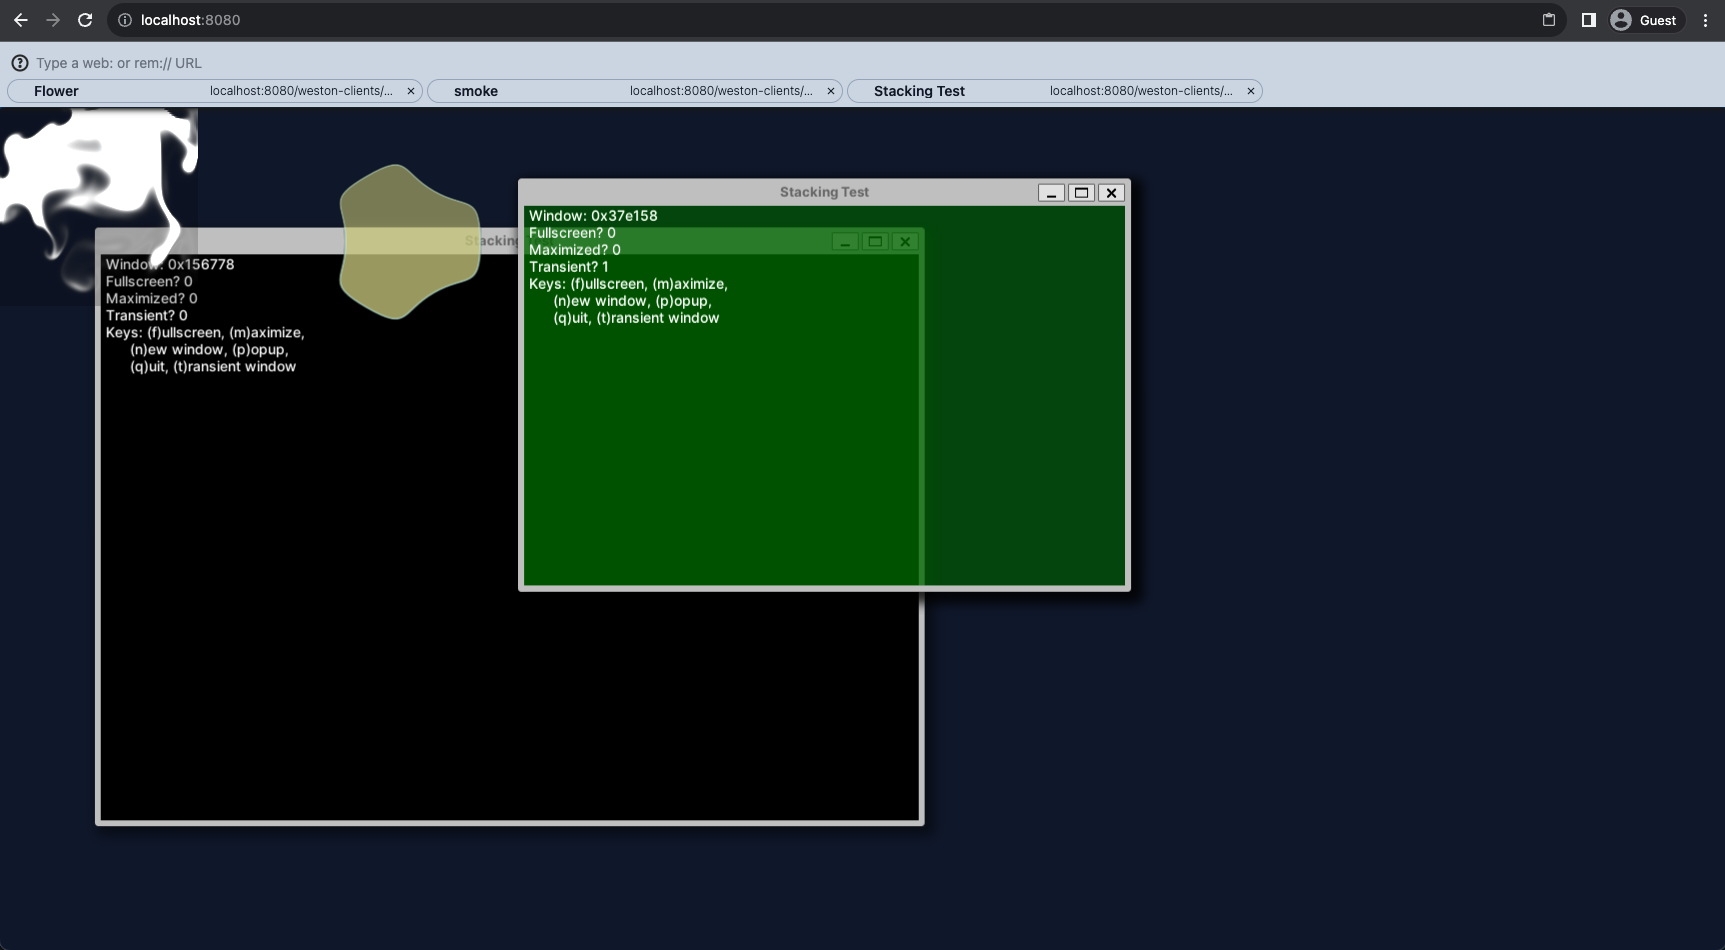 localhost:8080
Guest
Type a web: or rem:// URL
Flower localhost:8080/weston-clients/... ×
smoke localhost:8080/weston-clients/... ×
Stacking Test localhost:8080/weston-clients/... ×
Stacking Test
Window: 0x37e158
Fullscreen? 0
Maximized? 0
Transient? 1
Keys: (f)ullscreen, (m)aximize,
(n)ew window, (p)opup,
(q)uit, (t)ransient window
Stacking
Window: 0x156778
Fullscreen? 0
Maximized? 0
Transient? 0
Keys: (f)ullscreen, (m)aximize,
(n)ew window, (p)opup,
(q)uit, (t)ransient window